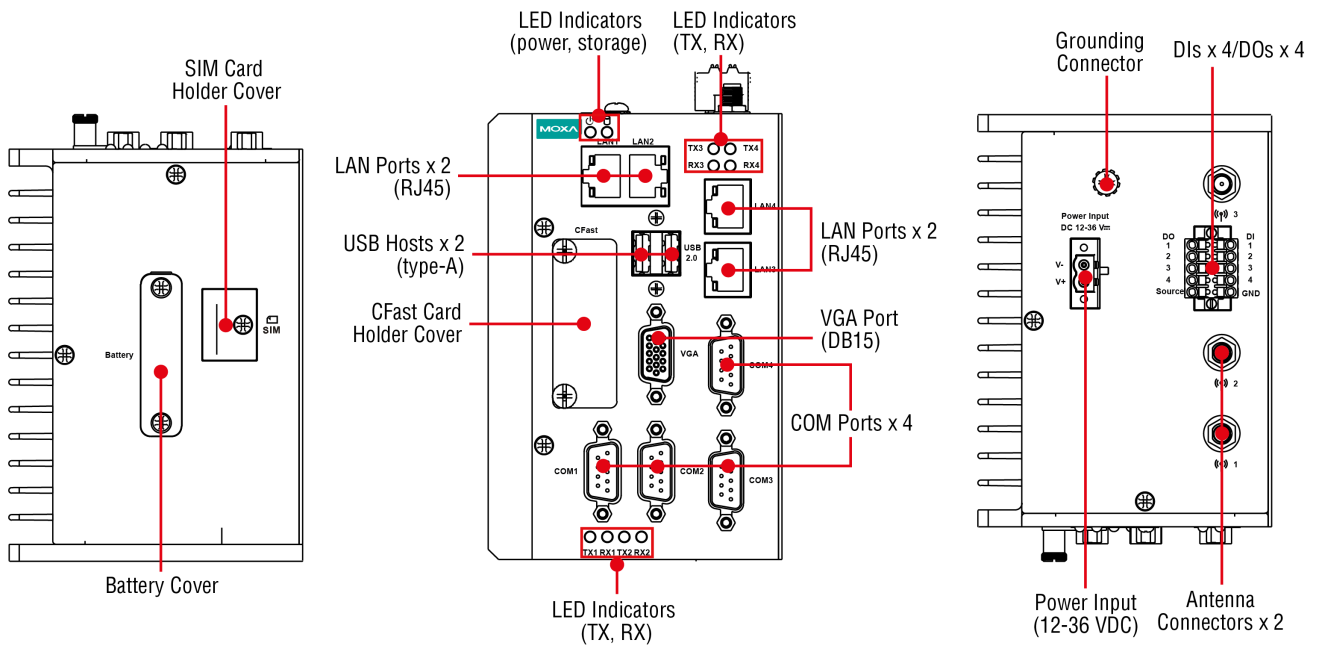 SIM Card
Holder Cover
Battery
SIM
Battery Cover
LED Indicators
(power, storage)
LED Indicators
(TX, RX)
MOXA
LAN1
LAN2
TX3
TX4
RX3
RX4
LAN Ports x 2
(RJ45)
LAN4
CFast
USB
2.0
USB Hosts x 2
(type-A)
LAN Ports x 2
(RJ45)
LAN3
CFast Card
Holder Cover
VGA
VGA Port
(DB15)
COM4
COM Ports x 4
COM1
COM2
COM3
TX1 RX1 TX2 RX2
LED Indicators
(TX, RX)
Grounding
Connector
DIs x 4/DOs x 4
3
Power Input
DC 12-36 V
V-
V+
DO
1
2
3
4
Source
DI
1
2
3
4
GND
2
1
Power Input
(12-36 VDC)
Antenna
Connectors x 2